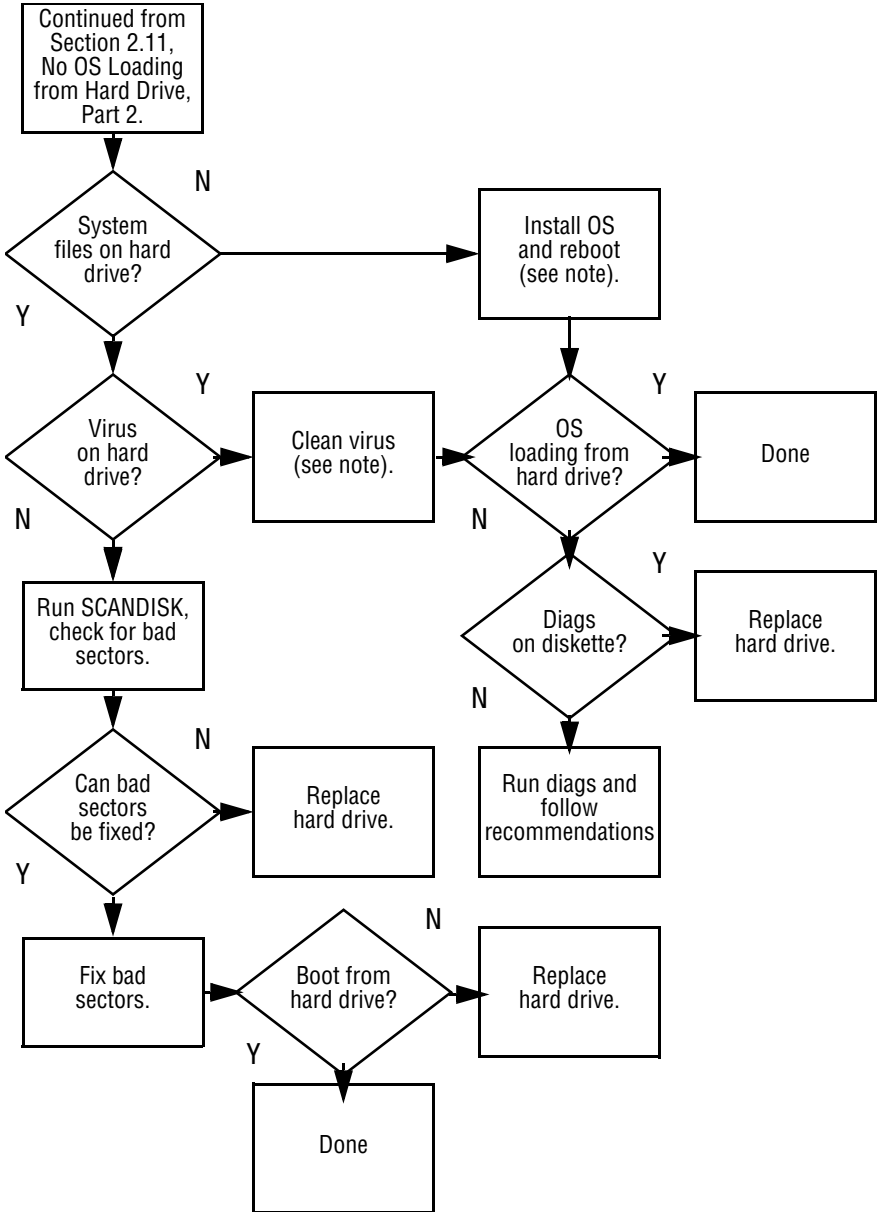 Continued from
Section 2.11,
No OS Loading
from Hard Drive,
Part 2.
N
System
files on hard
drive?
Install OS
and reboot
(see note).
Y
Y
Y
Virus
on hard
drive?
Clean virus
(see note).
OS
loading from
hard drive?
Done
N
N
Y
Run SCANDISK,
check for bad
sectors.
Diags
on diskette?
Replace
hard drive.
N
N
Can bad
sectors
be fixed?
Replace
hard drive.
Run diags and
follow
recommendations
Y
N
Fix bad
sectors.
Boot from
hard drive?
Replace
hard drive.
Y
Done